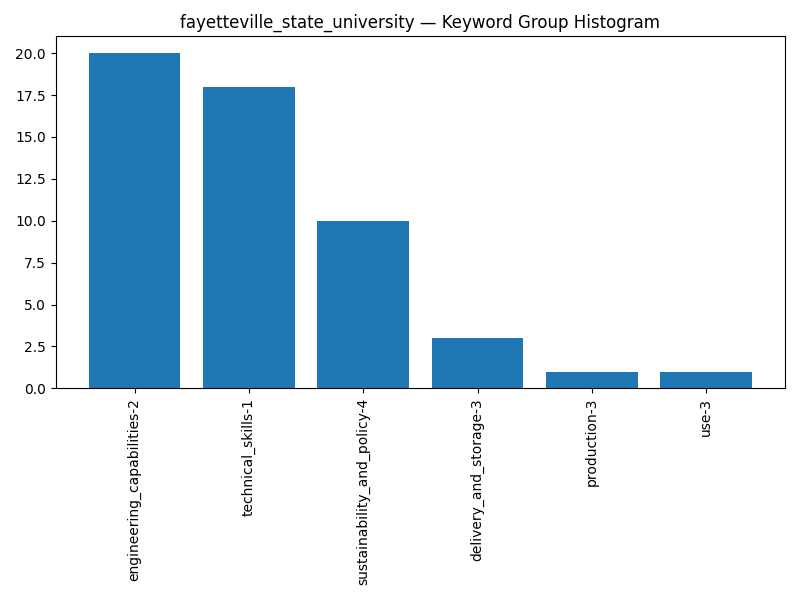 fayetteville_state_university — Keyword Group Histogram
20.0
17.5
15.0
12.5
10.0
7.5
5.0
2.5
0.0
engineering_capabilities-2
technical_skills-1
sustainability_and_policy-4
delivery_and_storage-3
production-3
use-3